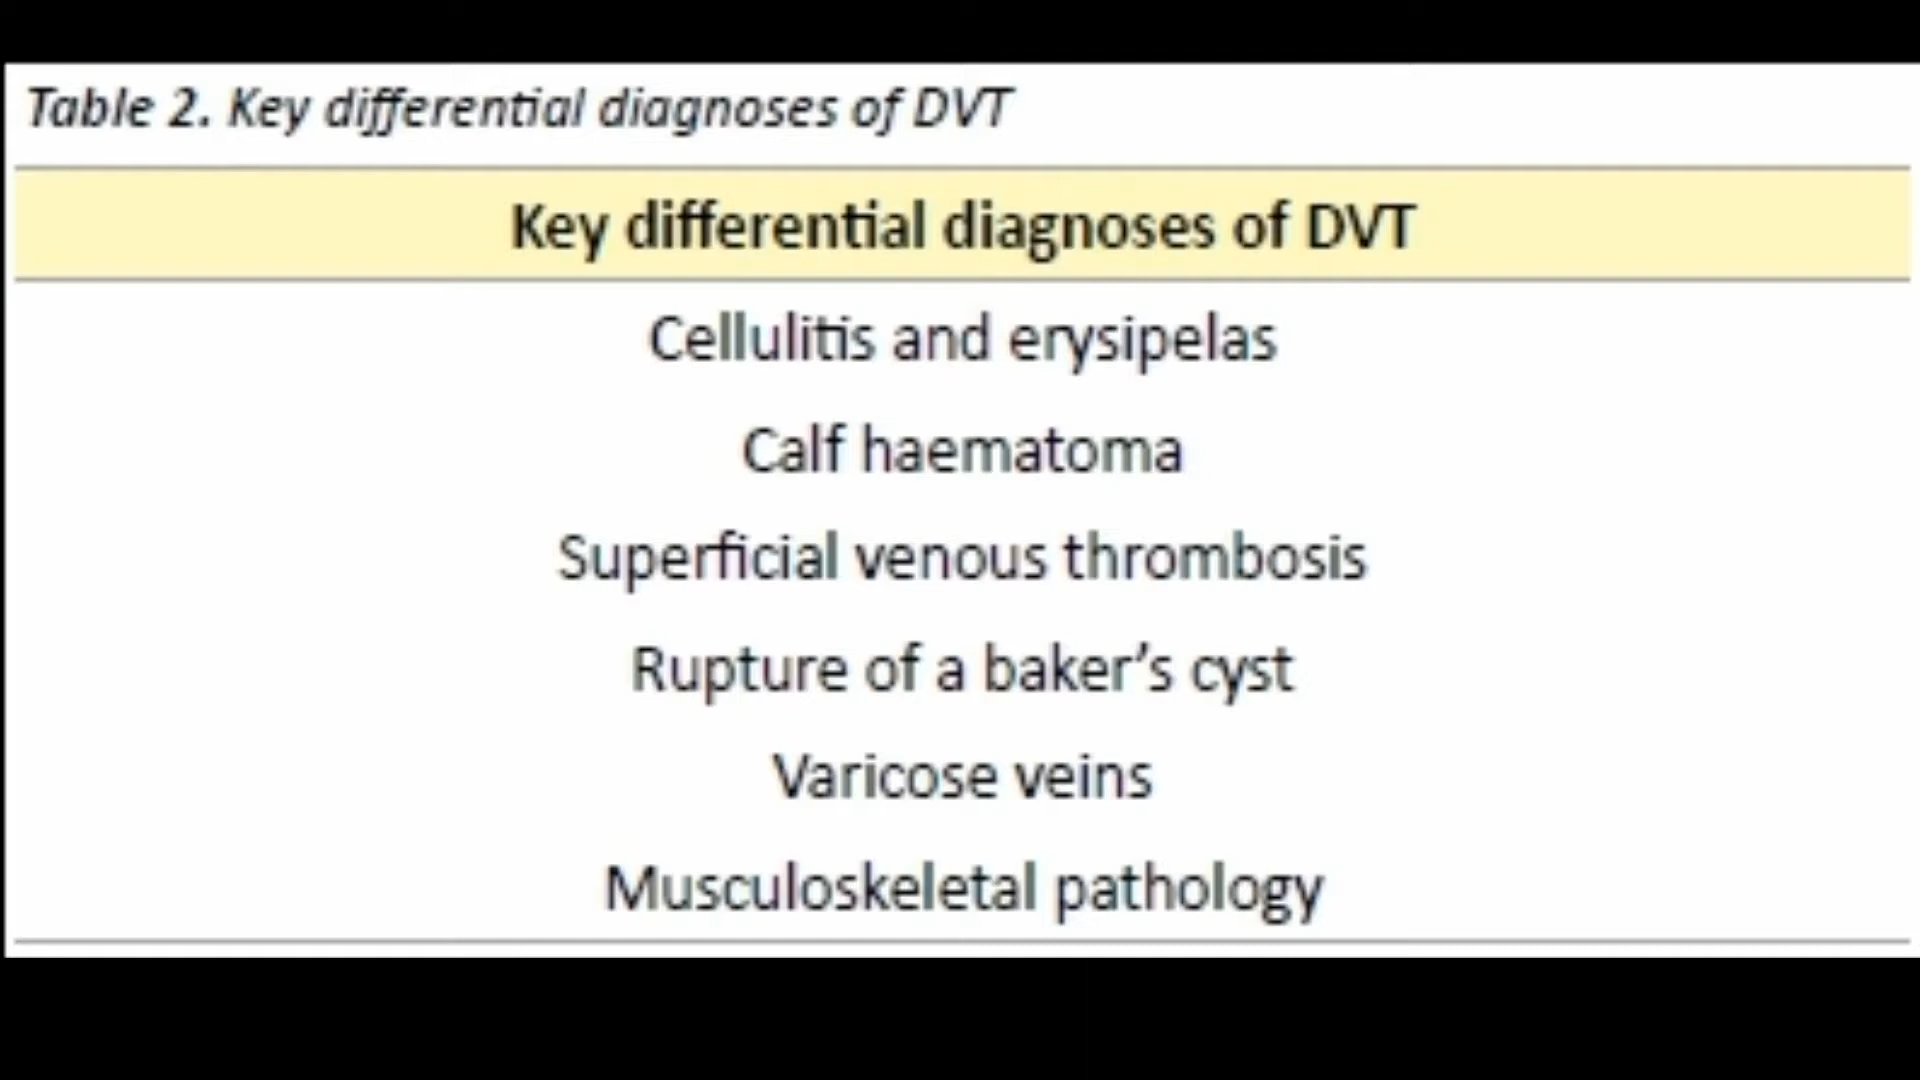 Table 2. Key differential diagnoses of DVT
Key differential diagnoses of DVT
Cellulitis and erysipelas
Calf haematoma
Superficial venous thrombosis
Rupture of a baker’s cyst
Varicose veins
Musculoskeletal pathology